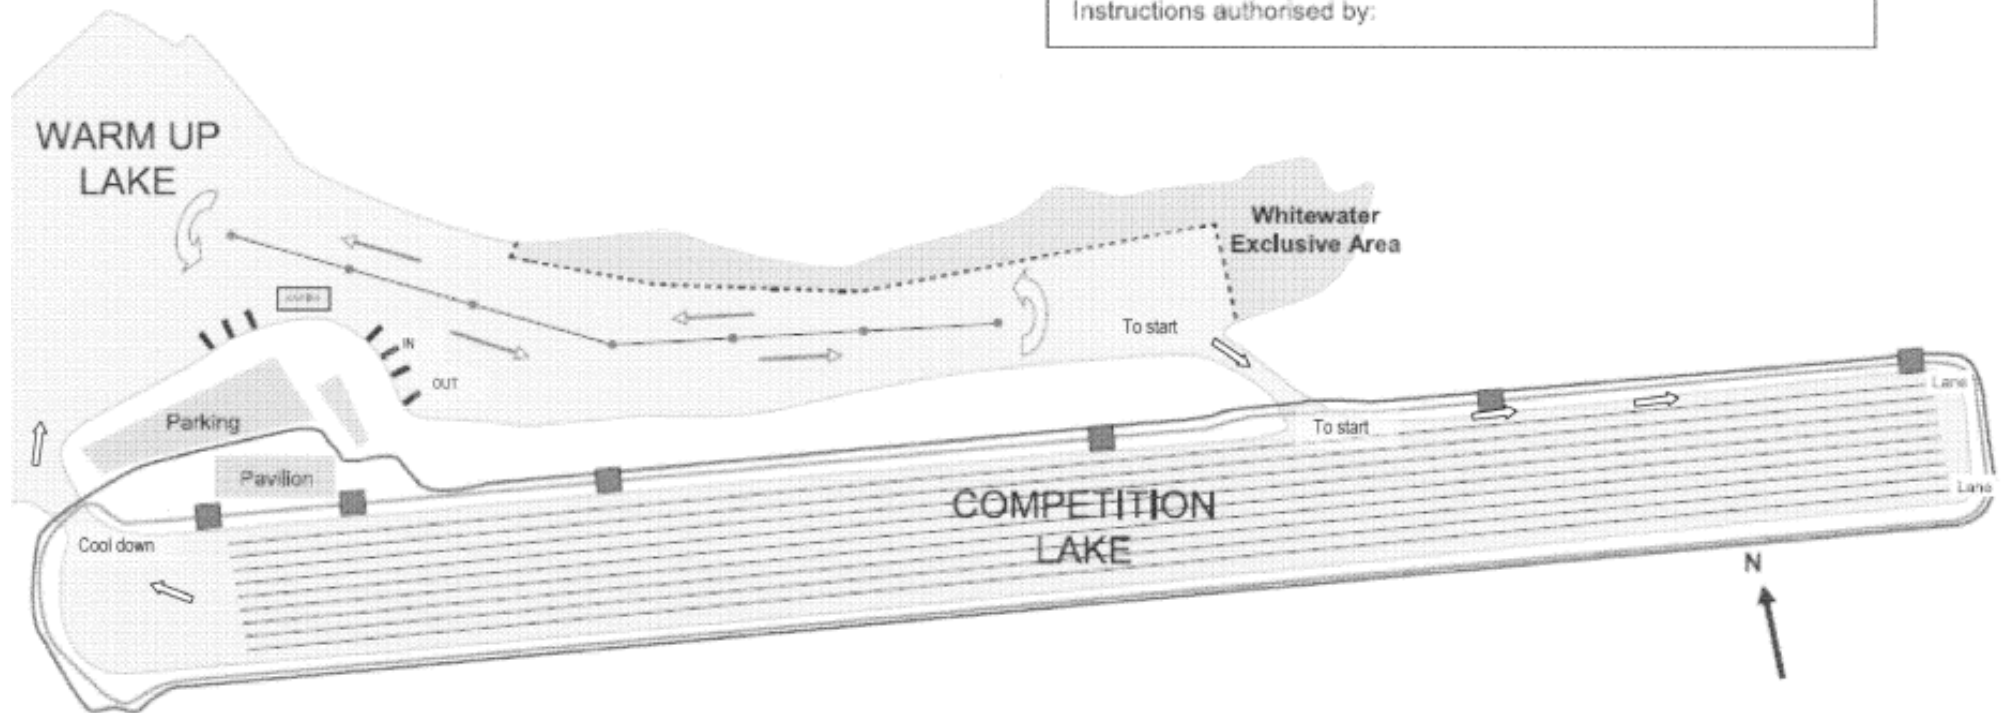 Instructions authorised by:
WARM UP
LAKE
Whitewater
Exclusive Area
To start
IN
OUT
Parking
Pavilion
Cool down
To start
Lane
Lane
COMPETITION
LAKE
N